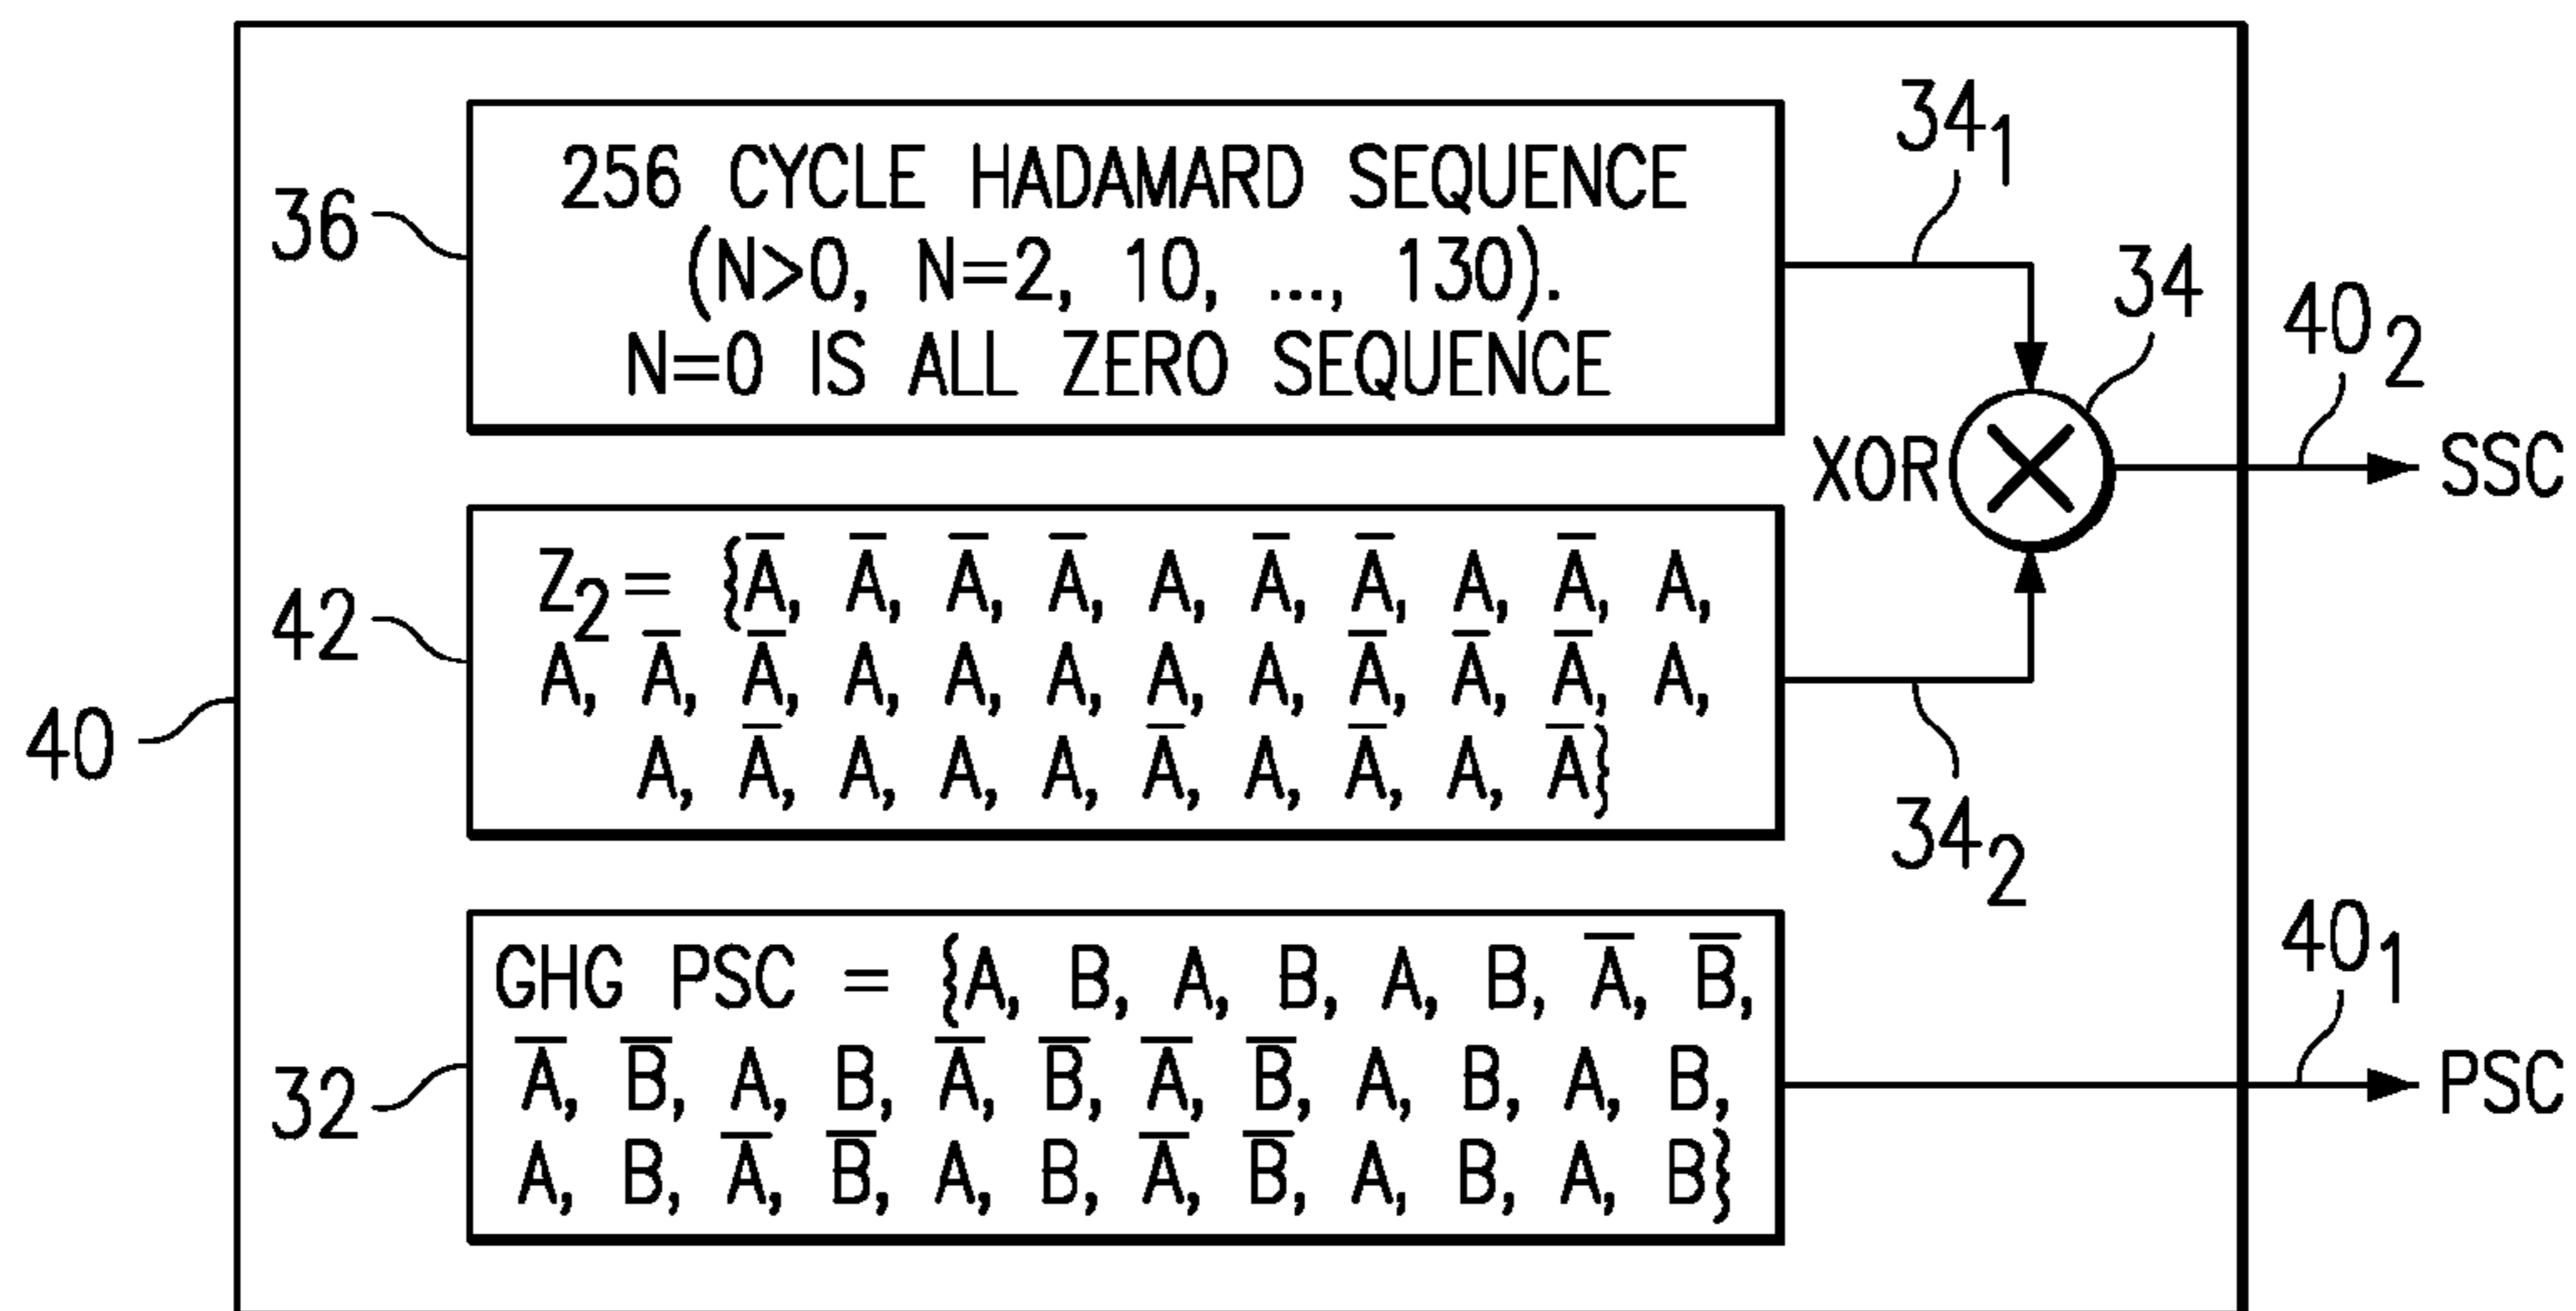 36
256 CYCLE HADAMARD SEQUENCE
(N>0, N=2, 10, ..., 130).
N=0 IS ALL ZERO SEQUENCE
34₁
34
XOR
40₂
SSC
42
Z₂= {A̅, A̅, A̅, A̅, A, A̅, A̅, A, A̅, A,
A, A̅, A̅, A, A, A, A, A, A̅, A̅, A̅, A,
A, A̅, A, A, A, A̅, A, A̅, A, A̅}
34₂
40
32
GHG PSC = {A, B, A, B, A, B, A̅, B̅,
A̅, B̅, A, B, A̅, B̅, A̅, B̅, A, B, A, B,
A, B, A̅, B̅, A, B, A̅, B̅, A, B, A, B}
40₁
PSC